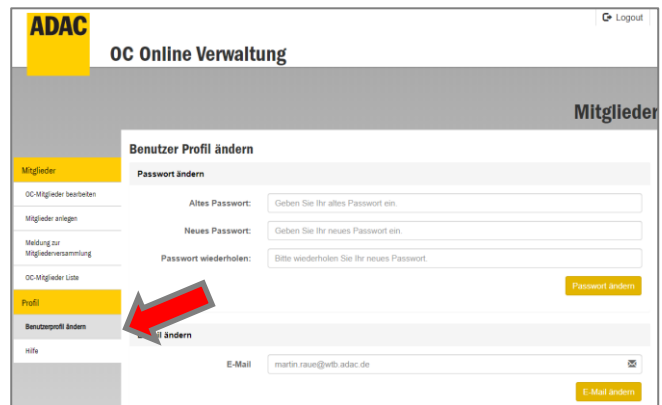 ADAC
Logout
OC Online Verwaltung
Mitglieder
Benutzer Profil ändern
Mitglieder
OC-Mitglieder bearbeiten
Mitglieder anlegen
Meldung zur
Mitgliederversammlung
OC-Mitglieder Liste
Profil
Benutzerprofil ändern
Hilfe
Passwort ändern
Altes Passwort:
Geben Sie Ihr altes Passwort ein.
Neues Passwort:
Geben Sie Ihr neues Passwort ein.
Passwort wiederholen:
Bitte wiederholen Sie Ihr neues Passwort.
Passwort ändern
ändern
E-Mail
martin.raue@wtb.adac.de
E-Mail ändern